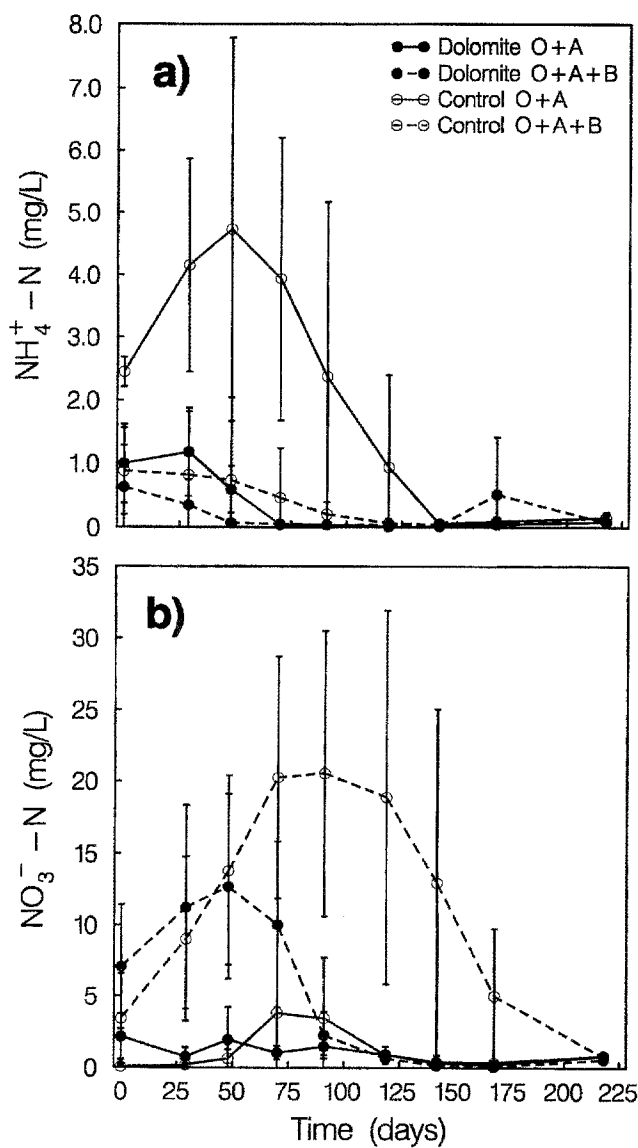 a)
Dolomite O+A
Dolomite O+A+B
Control O+A
Control O+A+B
8.0
7.0
6.0
5.0
4.0
3.0
2.0
1.0
0
NH₄⁺ – N (mg/L)
b)
35
30
25
20
15
10
5
0
NO₃⁻ – N (mg/L)
0 25 50 75 100 125 150 175 200 225
Time (days)